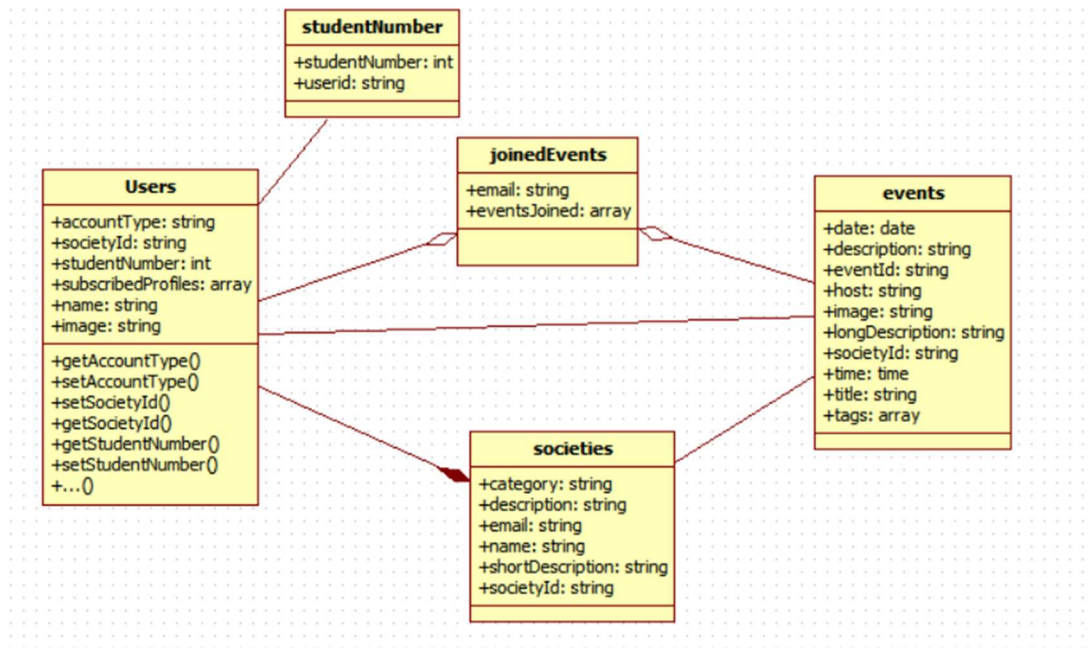 studentNumber
+studentNumber: int
+userid: string
joinedEvents
+email: string
+eventsJoined: array
Users
+accountType: string
+societyId: string
+studentNumber: int
+subscribedProfiles: array
+name: string
+image: string
+getAccountType()
+setAccountType()
+setSocietyId()
+getSocietyId()
+getStudentNumber()
+setStudentNumber()
+...()
events
+date: date
+description: string
+eventId: string
+host: string
+image: string
+longDescription: string
+societyId: string
+time: time
+title: string
+tags: array
societies
+category: string
+description: string
+email: string
+name: string
+shortDescription: string
+societyId: string